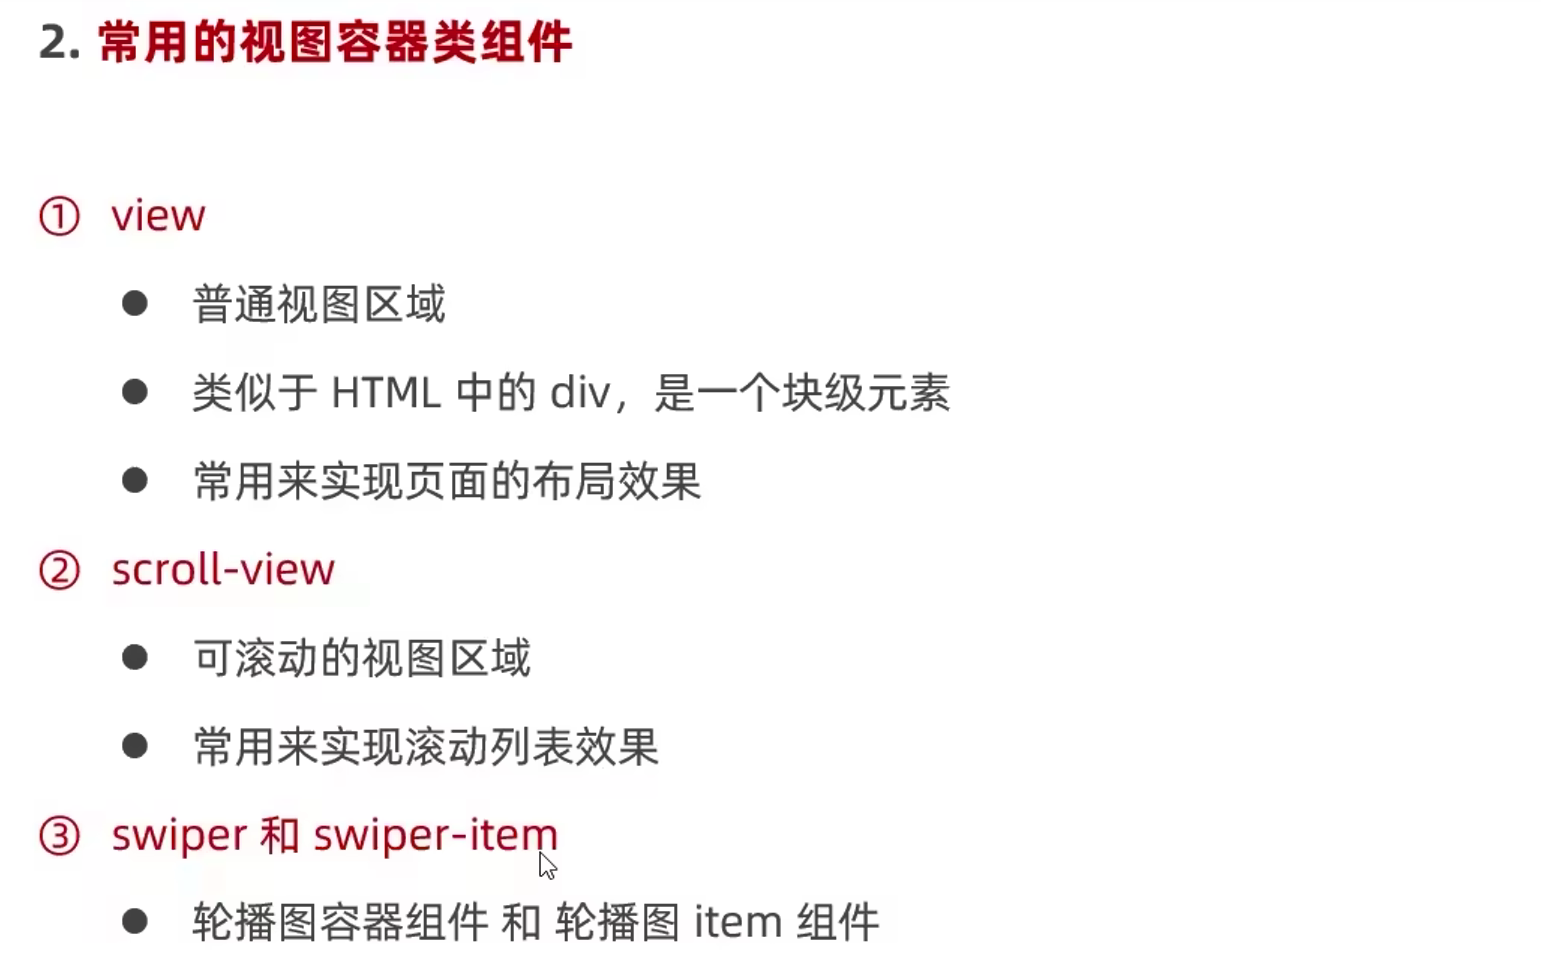 2. 常用的视图容器类组件
① view
● 普通视图区域
● 类似于 HTML 中的 div，是一个块级元素
● 常用来实现页面的布局效果
② scroll-view
● 可滚动的视图区域
● 常用来实现滚动列表效果
③ swiper 和 swiper-item
● 轮播图容器组件 和 轮播图 item 组件